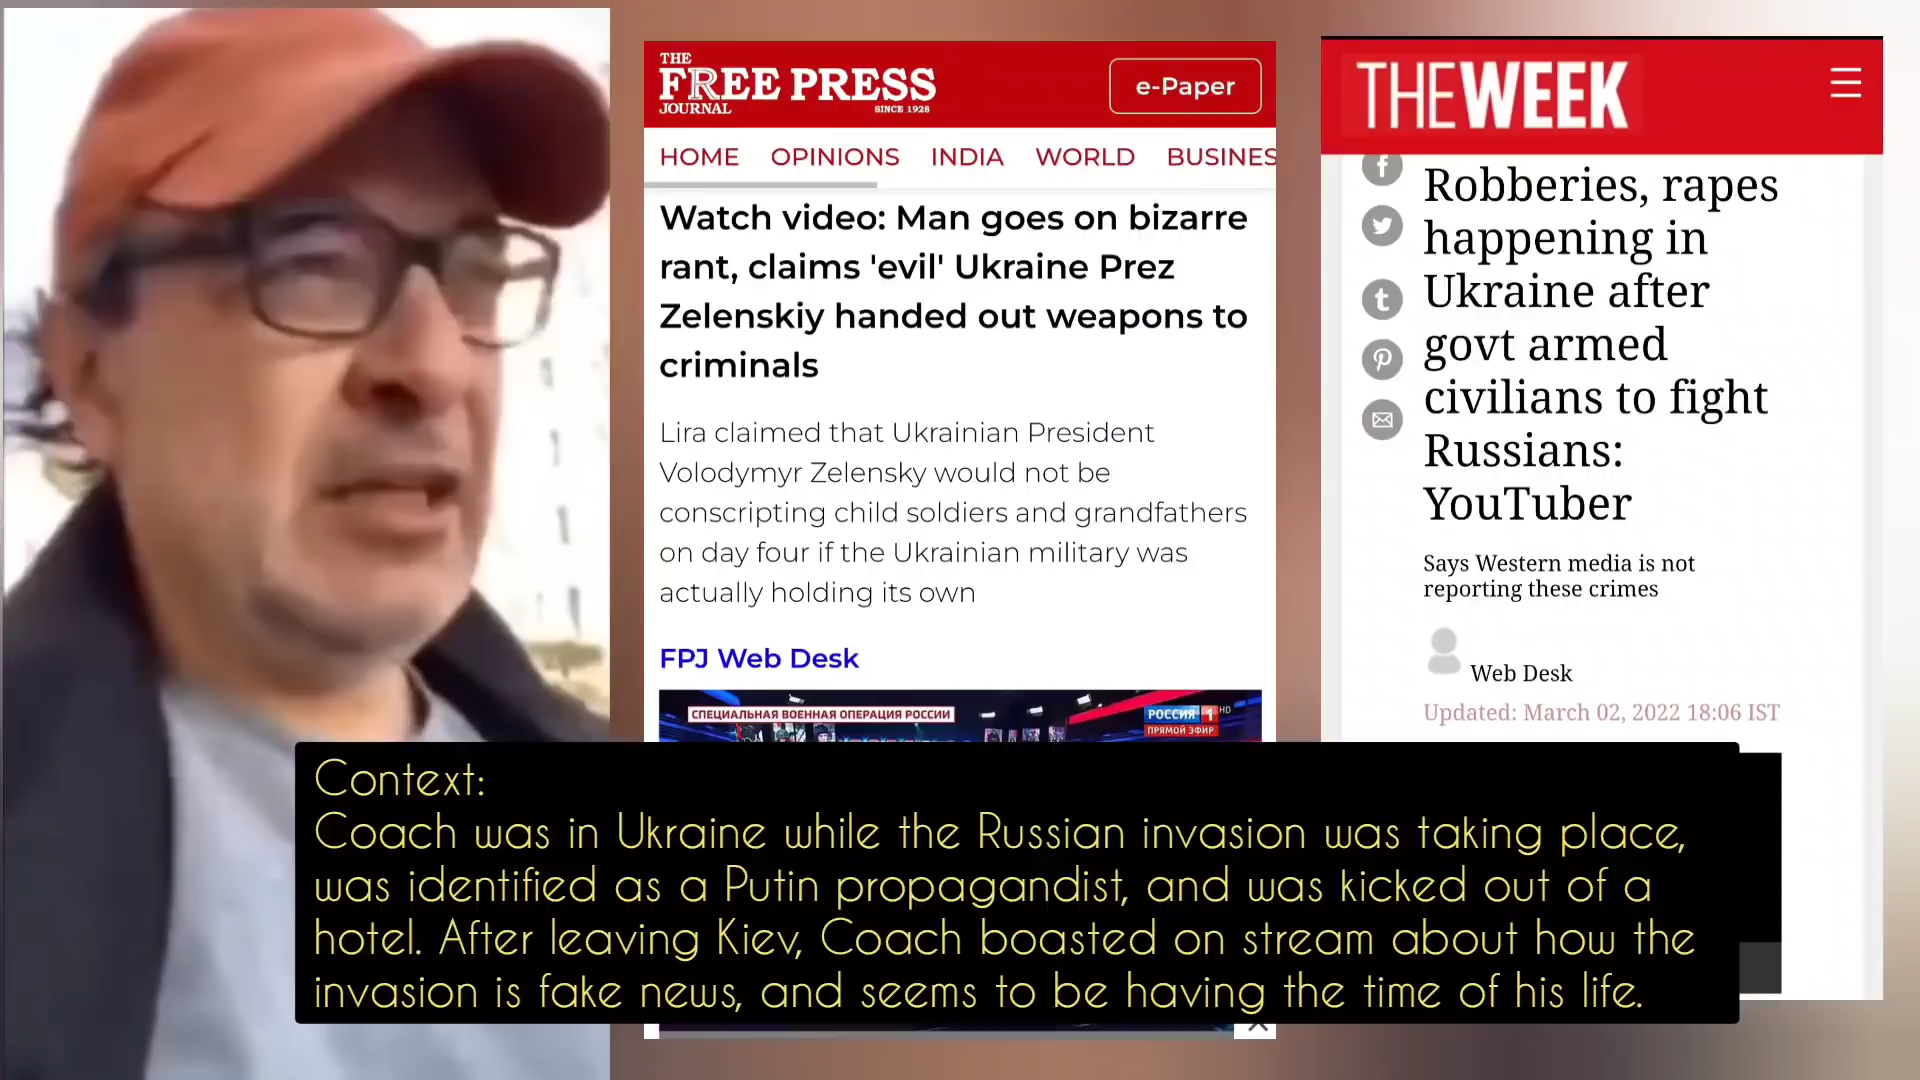 THE
FREE PRESS
JOURNAL
SINCE 1928
e-Paper
HOME OPINIONS INDIA WORLD BUSINES
Watch video: Man goes on bizarre
rant, claims 'evil' Ukraine Prez
Zelenskiy handed out weapons to
criminals
Lira claimed that Ukrainian President
Volodymyr Zelensky would not be
conscripting child soldiers and grandfathers
on day four if the Ukrainian military was
actually holding its own
FPJ Web Desk
СПЕЦИАЛЬНАЯ ВОЕННАЯ ОПЕРАЦИЯ РОССИИ
РОССИЯ 1 HD
ПРЯМОЙ ЭФИР
THE WEEK
Robberies, rapes
happening in
Ukraine after
govt armed
civilians to fight
Russians:
YouTuber
Says Western media is not
reporting these crimes
Web Desk
Updated: March 02, 2022 18:06 IST
Context:
Coach was in Ukraine while the Russian invasion was taking place,
was identified as a Putin propagandist, and was kicked out of a
hotel. After leaving Kiev, Coach boasted on stream about how the
invasion is fake news, and seems to be having the time of his life.